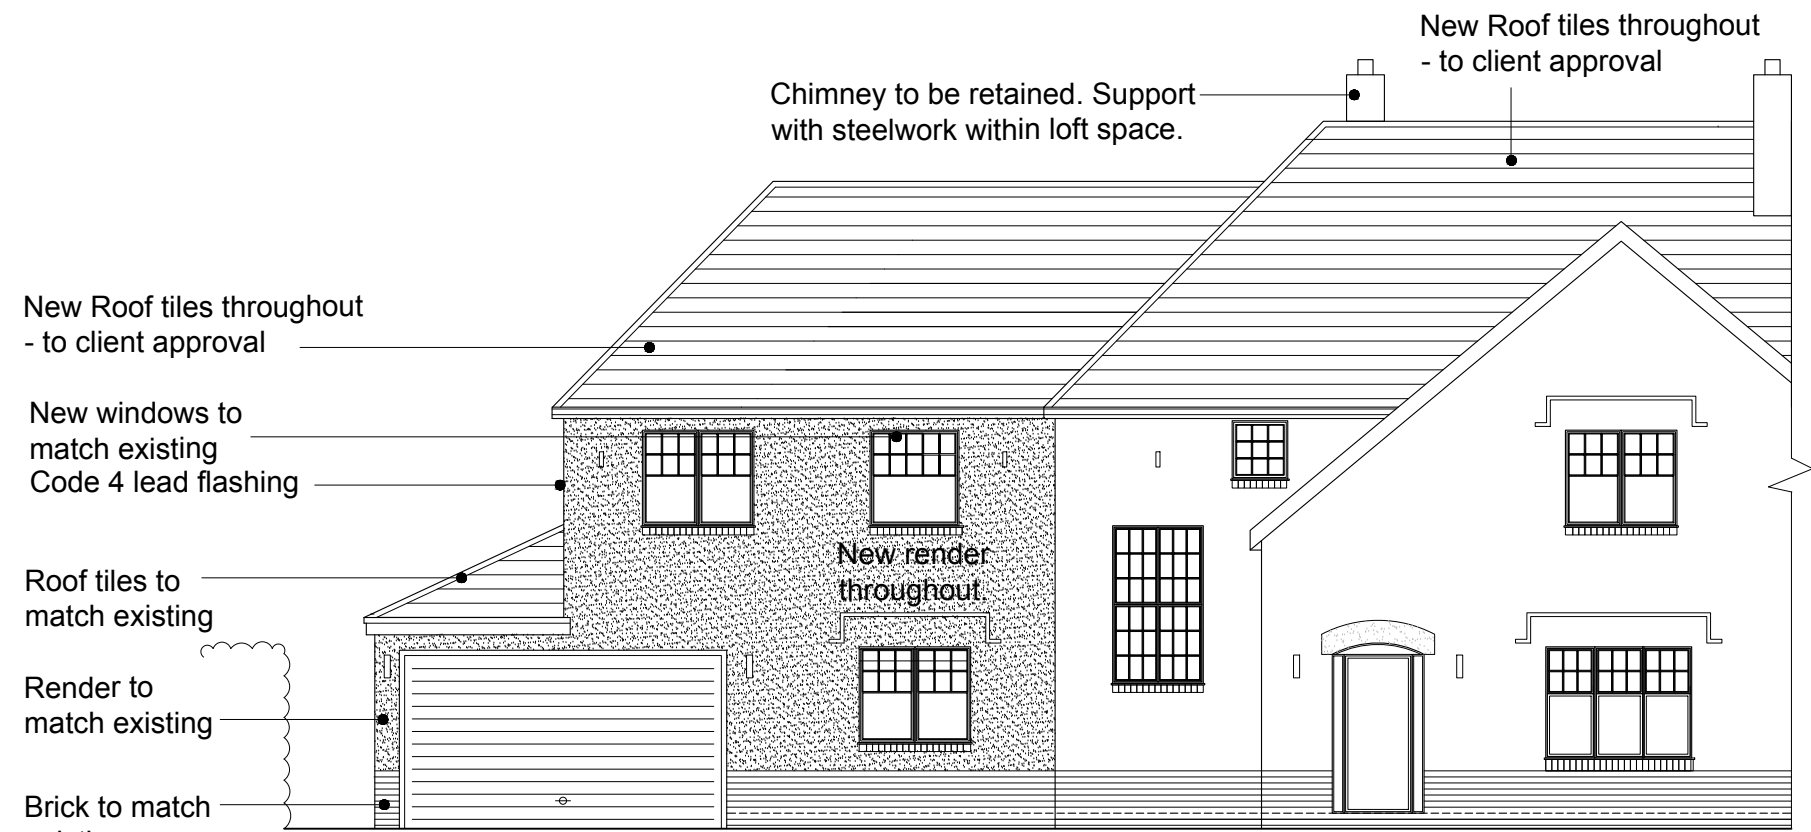 New Roof tiles throughout
- to client approval
Chimney to be retained. Support
with steelwork within loft space.
New Roof tiles throughout
- to client approval
New windows to
match existing
Code 4 lead flashing
New render
throughout.
Roof tiles to
match existing
Render to
match existing
Brick to match